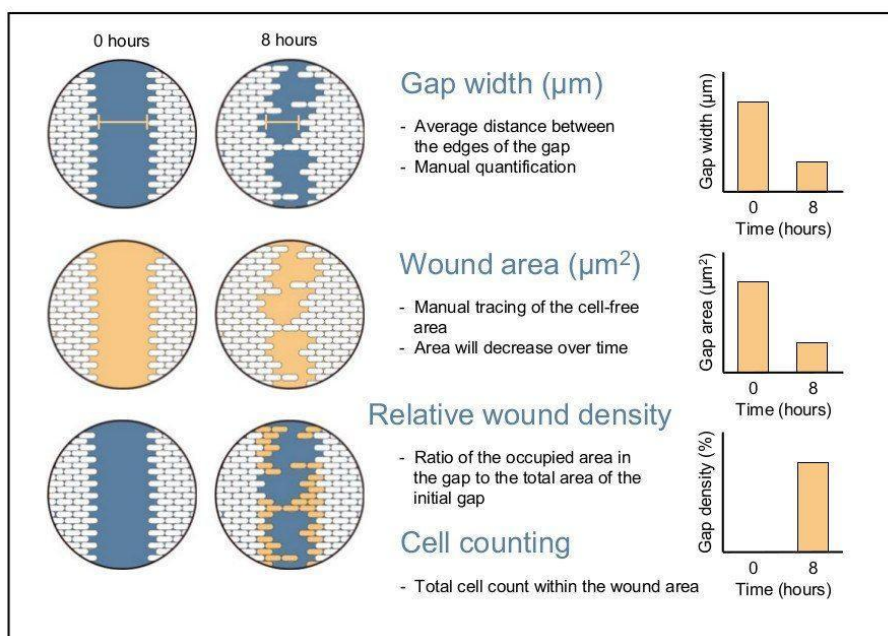 0 hours
8 hours
Gap width (µm)
- Average distance between
the edges of the gap
- Manual quantification
Gap width (µm)
0
8
Time (hours)
Wound area (µm²)
- Manual tracing of the cell-free
area
- Area will decrease over time
Gap area (µm²)
0
8
Time (hours)
Relative wound density
- Ratio of the occupied area in
the gap to the total area of the
initial gap
Cell counting
- Total cell count within the wound area
Gap density (%)
0
8
Time (hours)